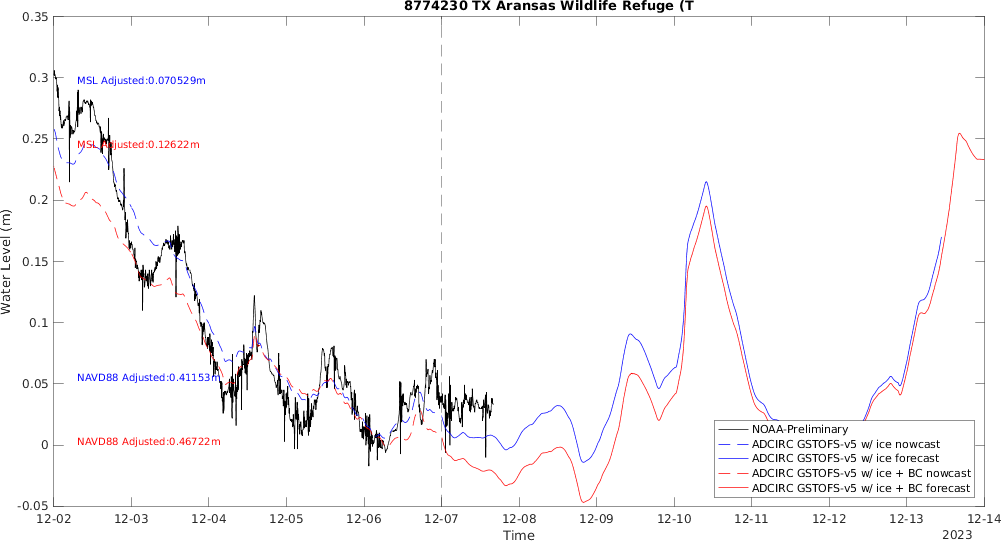 8774230 TX Aransas Wildlife Refuge (T
0.35
0.3
0.25
0.2
0.15
0.1
0.05
0
-0.05
Water Level (m)
MSL Adjusted:0.070529m
MSL Adjusted:0.12622m
NAVD88 Adjusted:0.41153m
NAVD88 Adjusted:0.46722m
NOAA-Preliminary
ADCIRC GSTOFS-v5 w/ ice nowcast
ADCIRC GSTOFS-v5 w/ ice forecast
ADCIRC GSTOFS-v5 w/ ice + BC nowcast
ADCIRC GSTOFS-v5 w/ ice + BC forecast
12-02 12-03 12-04 12-05 12-06 12-07 12-08 12-09 12-10 12-11 12-12 12-13 12-14
Time
2023